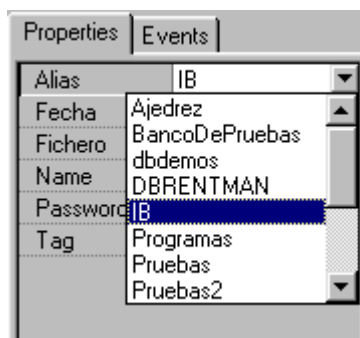 Properties Events
Alias IB
Fecha Ajedrez
Fichero BancoDePruebas
dbdemos
Name DBRENTMAN
Password IB
Tag Programas
Pruebas
Pruebas2